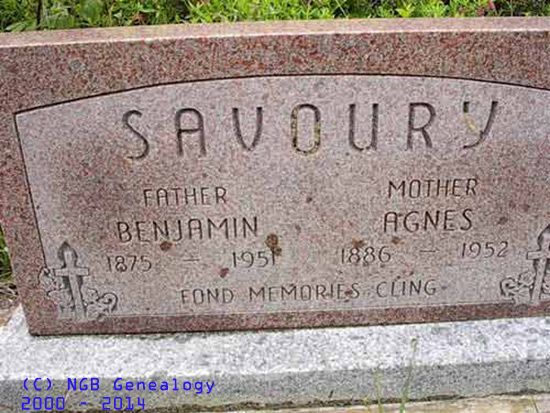 SAVOURY
FATHER
BENJAMIN
1875 – 1951
MOTHER
AGNES
1886 – 1952
FOND MEMORIES CLING
(C) NGB Genealogy
2000 - 2014